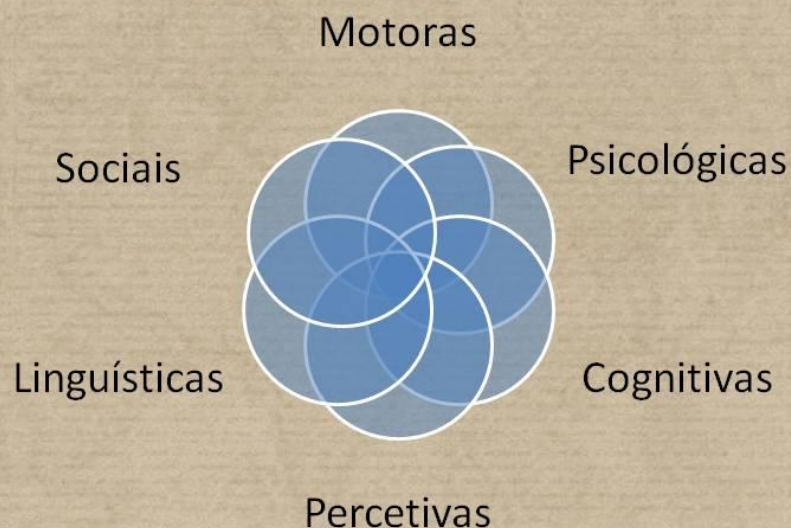 Motoras
Sociais
Psicológicas
Linguísticas
Cognitivas
Percetivas